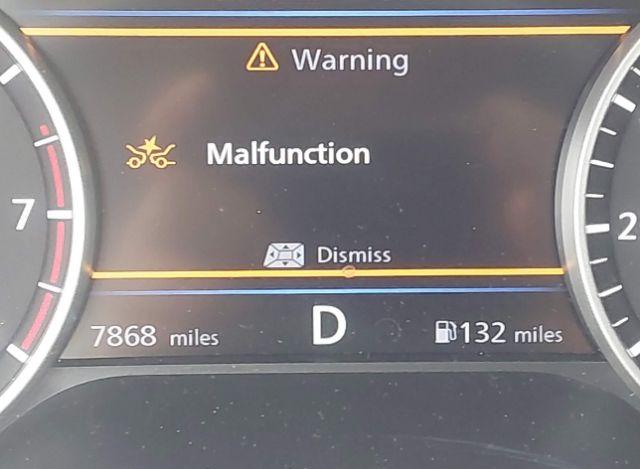 Warning
Malfunction
Dismiss
7
2
7868 miles
D
132 miles